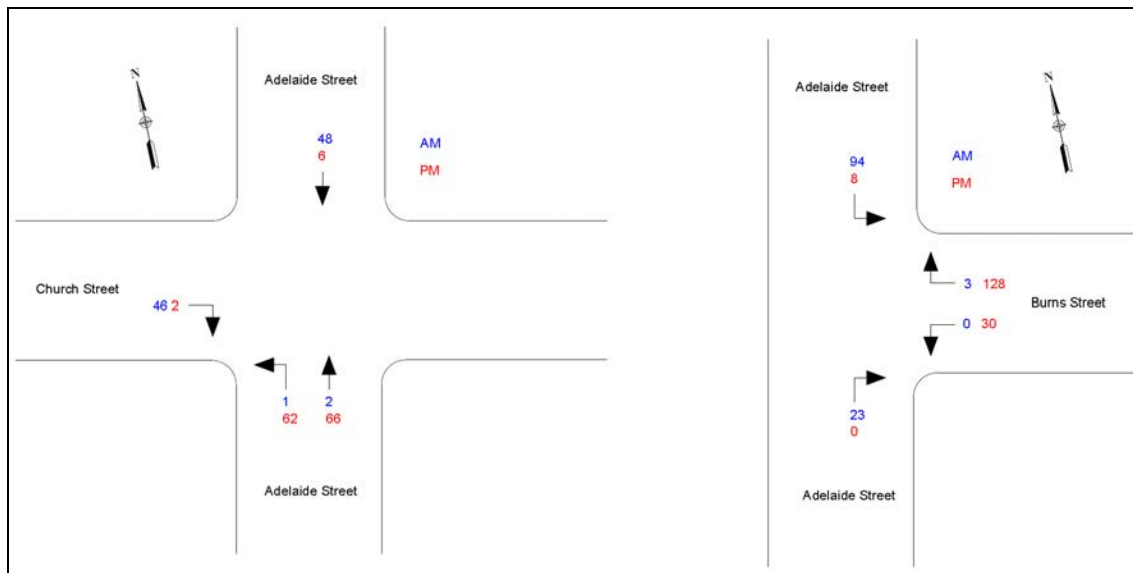 N
Adelaide Street
48
6
AM
PM
Church Street
46 2
1 2
62 66
Adelaide Street
Adelaide Street
N
94
8
AM
PM
3 128
Burns Street
0 30
23
0
Adelaide Street